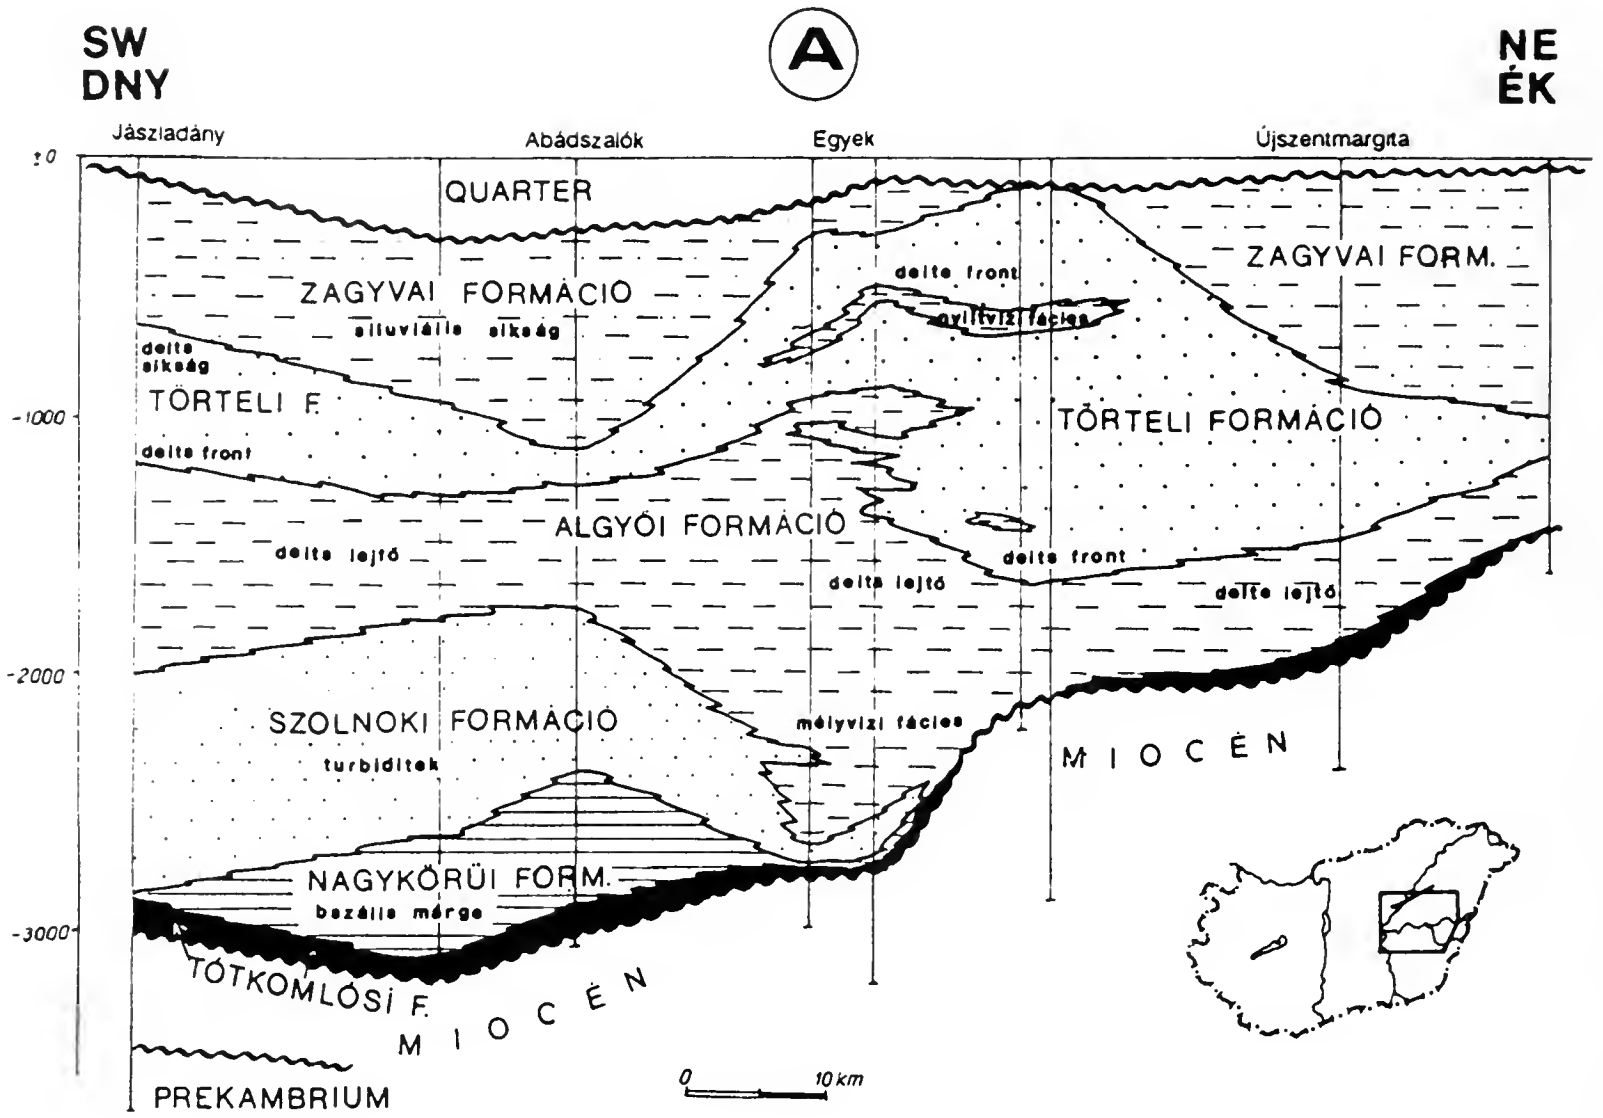 SW
DNY
A
NE
ÉK
Jásziadány
Abádszalók
Egyek
Újszentmargita
±0
QUARTER
ZAGYVAI FORM.
delta front
ZAGYVAI FORMÁCIÓ
alluviális síkság
nyíltvízi fácies
delta
síkság
TÖRTELI F.
-1000
TÖRTELI FORMÁCIÓ
delta front
ALGYŐI FORMÁCIÓ
delta lejtő
delta front
delta lejtő
delta lejtő
-2000
SZOLNOKI FORMÁCIÓ
mélyvízi fácies
turbiditek
MIOCÉN
NAGYKÖRÜI FORM.
bazális márga
-3000
TÓTKOMLÓSI F.
MIOCÉN
0 10 km
PREKAMBRIUM